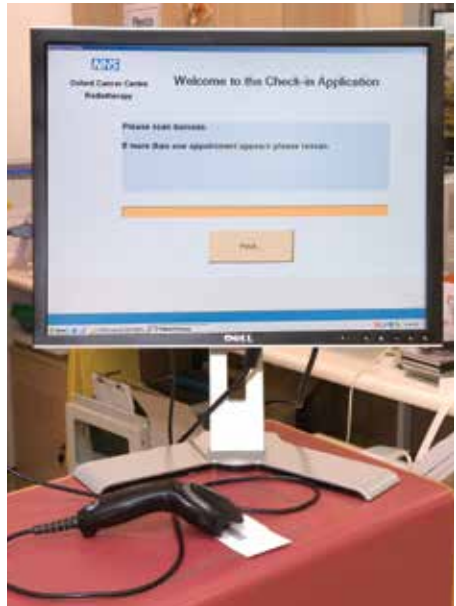 NHS
Oxford Cancer Centre
Radiotherapy
Welcome to the Check-in Application
Please scan barcode.
If more than one appointment appears please rescan.
DELL